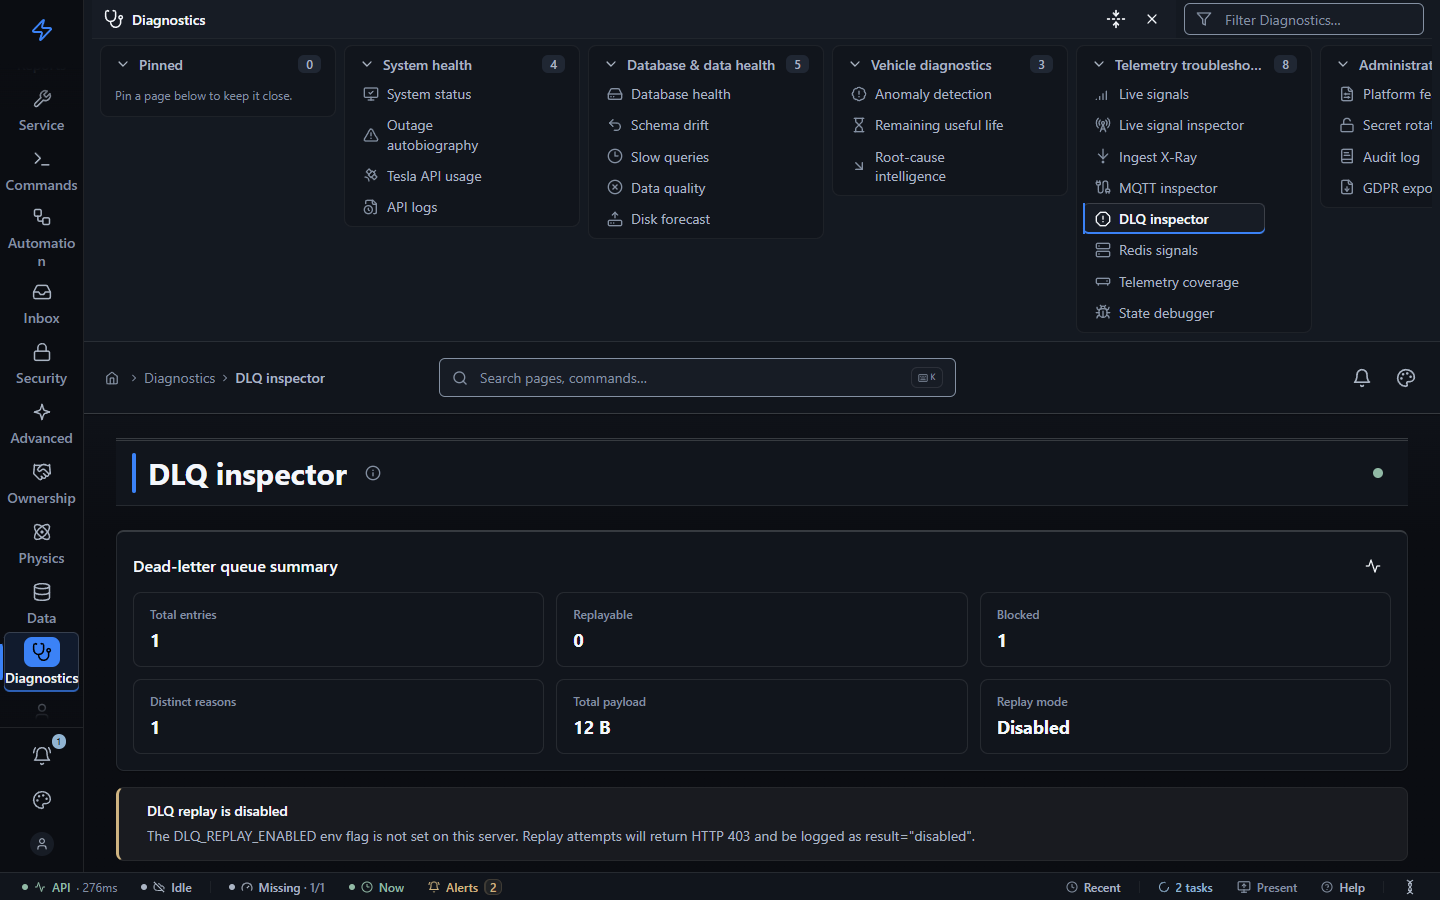 Diagnostics
Filter Diagnostics...
Pinned 0
Pin a page below to keep it close.
System health 4
System status
Outage
autobiography
Tesla API usage
API logs
Database & data health 5
Database health
Schema drift
Slow queries
Data quality
Disk forecast
Vehicle diagnostics 3
Anomaly detection
Remaining useful life
Root-cause
intelligence
Telemetry troublesho... 8
Live signals
Live signal inspector
Ingest X-Ray
MQTT inspector
DLQ inspector
Redis signals
Telemetry coverage
State debugger
Administrat
Platform fe
Secret rotat
Audit log
GDPR expo
Service
Commands
Automatio
n
Inbox
Security
Advanced
Ownership
Physics
Data
Diagnostics
1
Diagnostics DLQ inspector
Search pages, commands... K
DLQ inspector
Dead-letter queue summary
Total entries
1
Replayable
0
Blocked
1
Distinct reasons
1
Total payload
12 B
Replay mode
Disabled
DLQ replay is disabled
The DLQ_REPLAY_ENABLED env flag is not set on this server. Replay attempts will return HTTP 403 and be logged as result="disabled".
API · 276ms Idle Missing · 1/1 Now Alerts 2 Recent 2 tasks Present Help